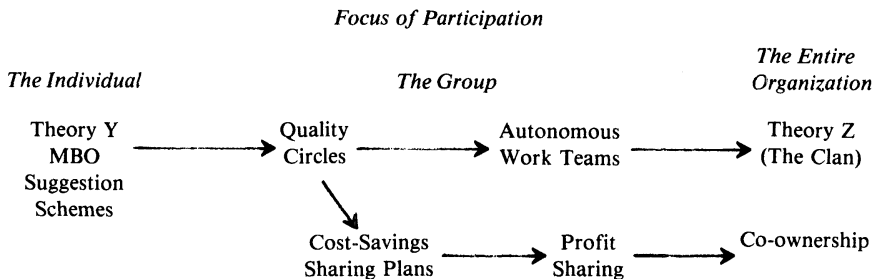 Focus of Participation
The Entire
The Individual The Group Organization
Theory Y Quality Autonomous Theory Z
MBO Circles Work Teams (The Clan)
Suggestion
Schemes
Cost-Savings Profit Co-ownership
Sharing Plans Sharing